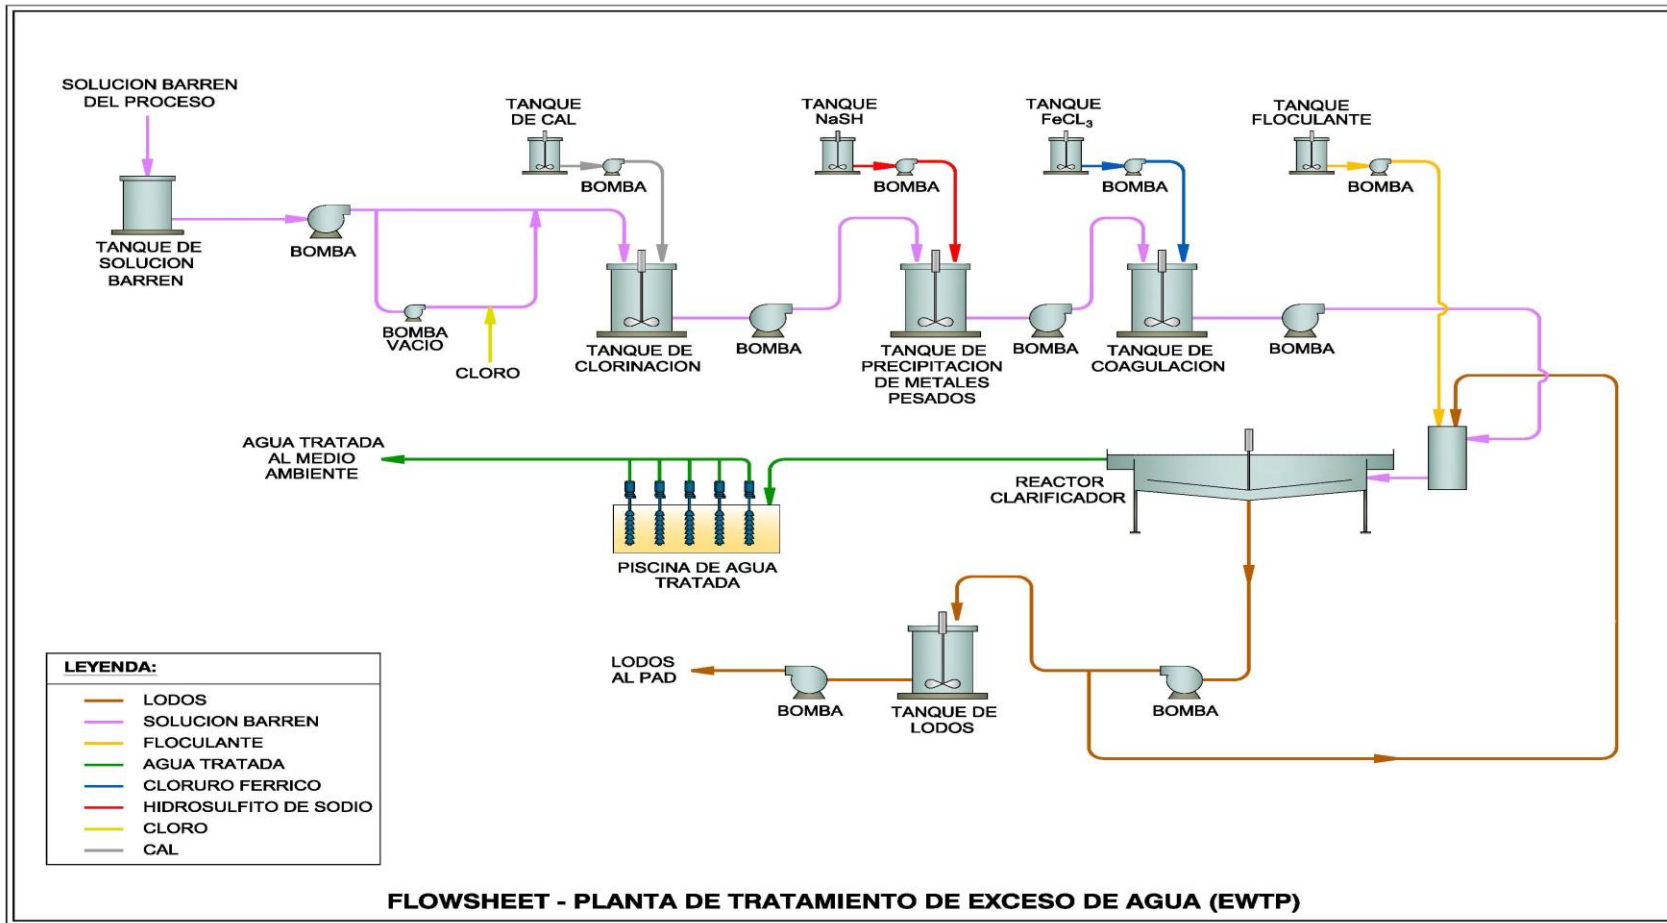 SOLUCION BARREN
DEL PROCESO
TANQUE
DE CAL
TANQUE
NaSH
TANQUE
FeCL₃
TANQUE
FLOCULANTE
BOMBA
BOMBA
BOMBA
BOMBA
TANQUE DE
SOLUCION
BARREN
BOMBA
BOMBA
VACIO
CLORO
TANQUE DE
CLORINACION
BOMBA
TANQUE DE
PRECIPITACION
DE METALES
PESADOS
BOMBA
TANQUE DE
COAGULACION
BOMBA
AGUA TRATADA
AL MEDIO
AMBIENTE
REACTOR
CLARIFICADOR
PISCINA DE AGUA
TRATADA
LODOS
AL PAD
BOMBA
TANQUE DE
LODOS
BOMBA
LEYENDA:
LODOS
SOLUCION BARREN
FLOCULANTE
AGUA TRATADA
CLORURO FERRICO
HIDROSULFITO DE SODIO
CLORO
CAL
FLOWSHEET - PLANTA DE TRATAMIENTO DE EXCESO DE AGUA (EWTP)